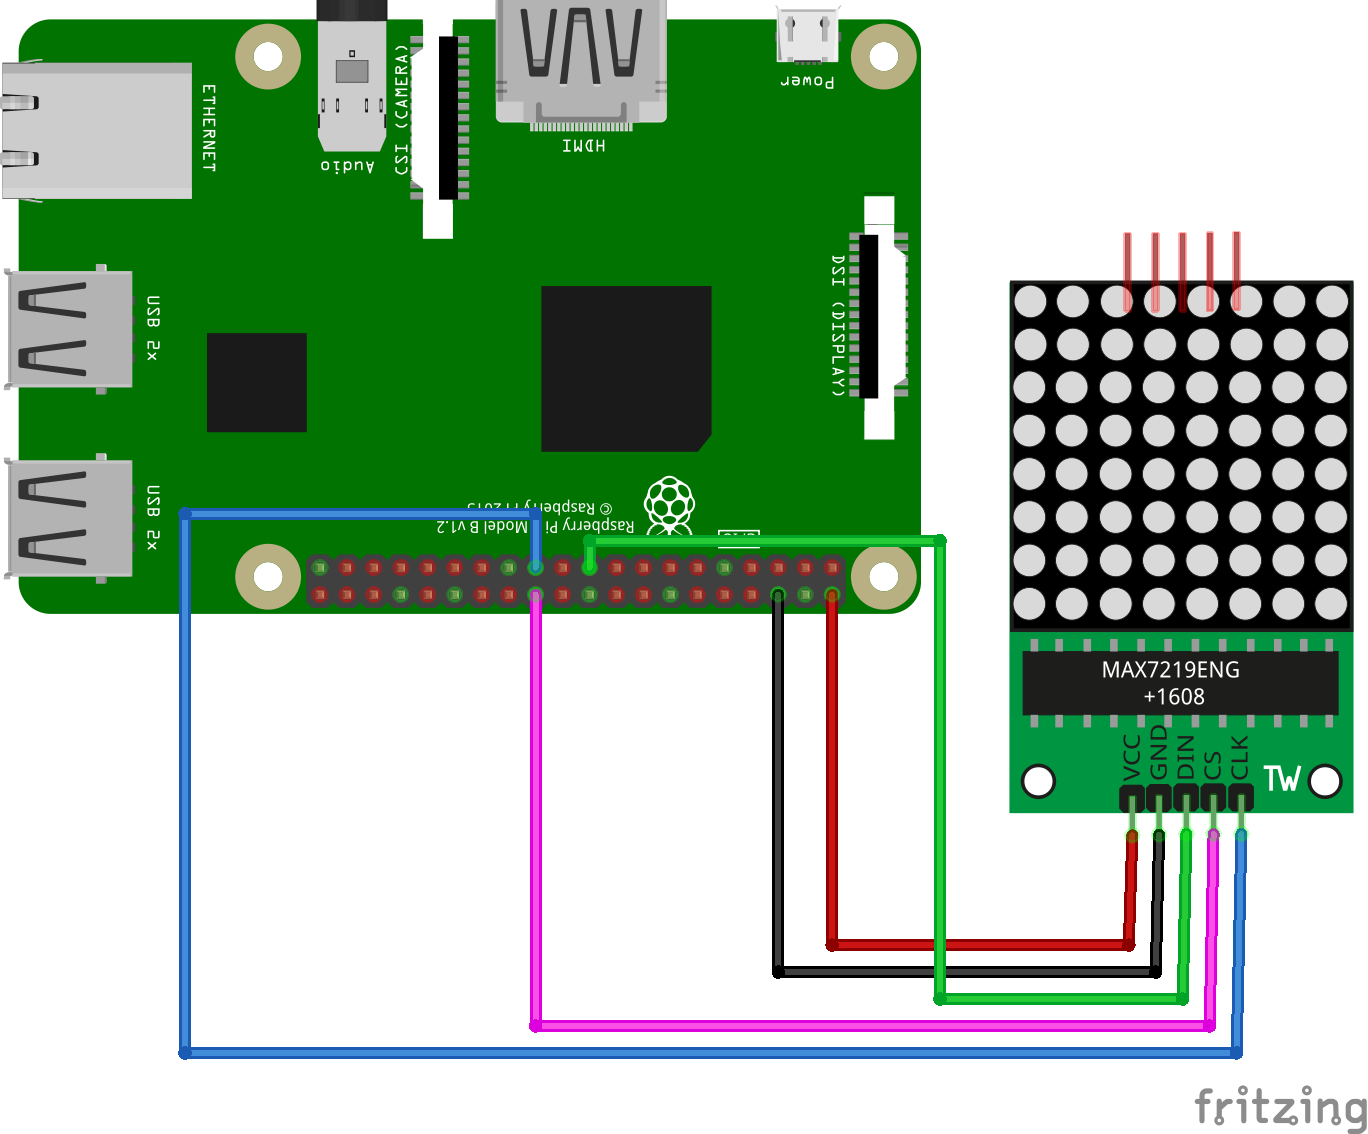 Power
ETHERNET
Audio
CSI (CAMERA)
HDMI
DSI (DISPLAY)
USB 2x
USB 2x
© Raspberry Pi 2015
Raspberry Pi Model B v1.2
MAX7219ENG
+1608
VCC
GND
DIN
CS
CLK
TW
fritzing